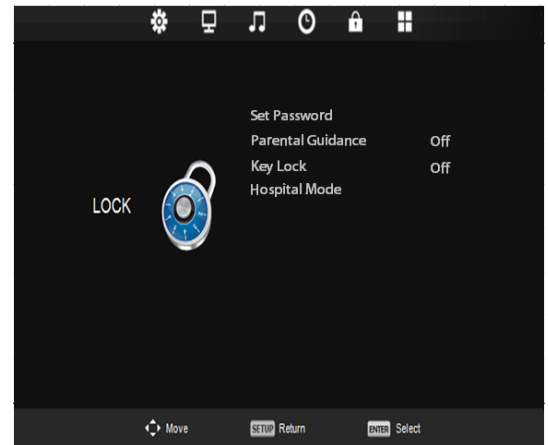 Set Password
Parental Guidance Off
Key Lock Off
Hospital Mode
LOCK
Move SETUP Return ENTER Select